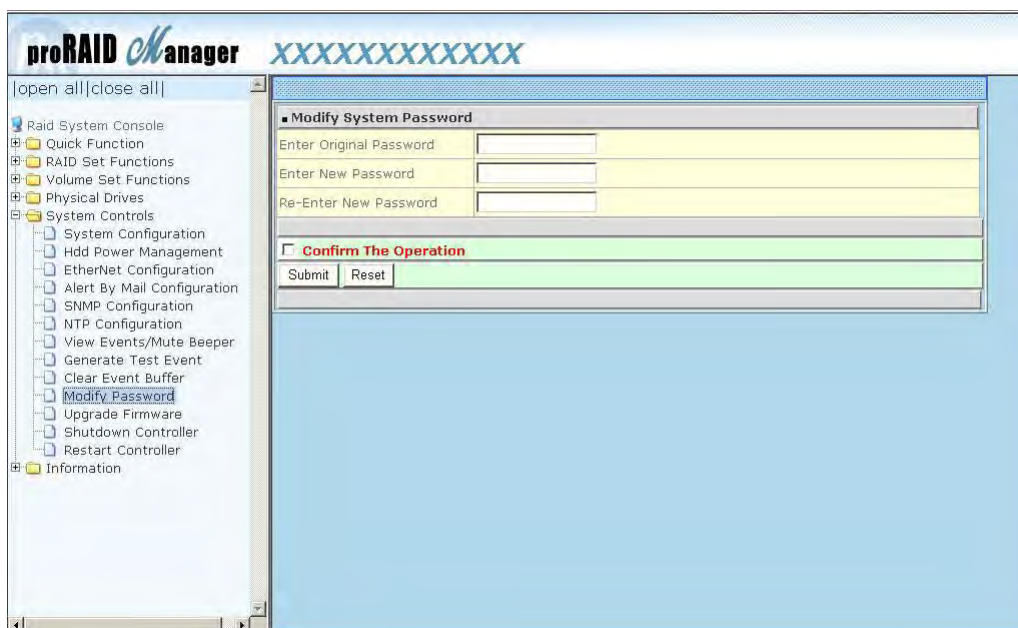 proRAID Manager XXXXXXXXXXXX
|open all|close all|
Raid System Console
Quick Function
RAID Set Functions
Volume Set Functions
Physical Drives
System Controls
System Configuration
Hdd Power Management
EtherNet Configuration
Alert By Mail Configuration
SNMP Configuration
NTP Configuration
View Events/Mute Beeper
Generate Test Event
Clear Event Buffer
Modify Password
Upgrade Firmware
Shutdown Controller
Restart Controller
Information
Modify System Password
Enter Original Password
Enter New Password
Re-Enter New Password
Confirm The Operation
Submit Reset